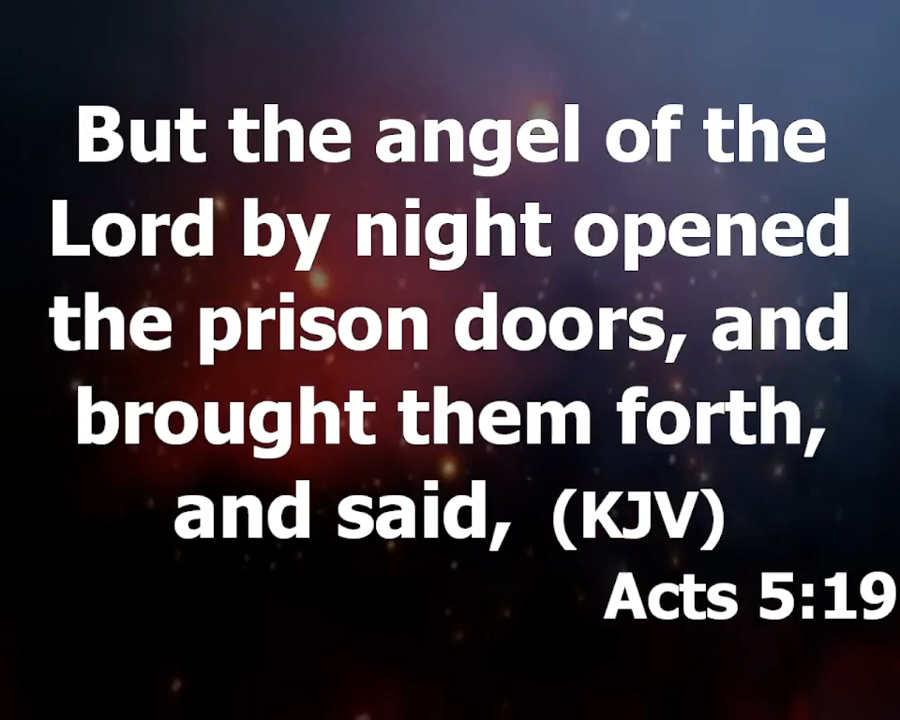 But the angel of the
Lord by night opened
the prison doors, and
brought them forth,
and said, (KJV)
Acts 5:19